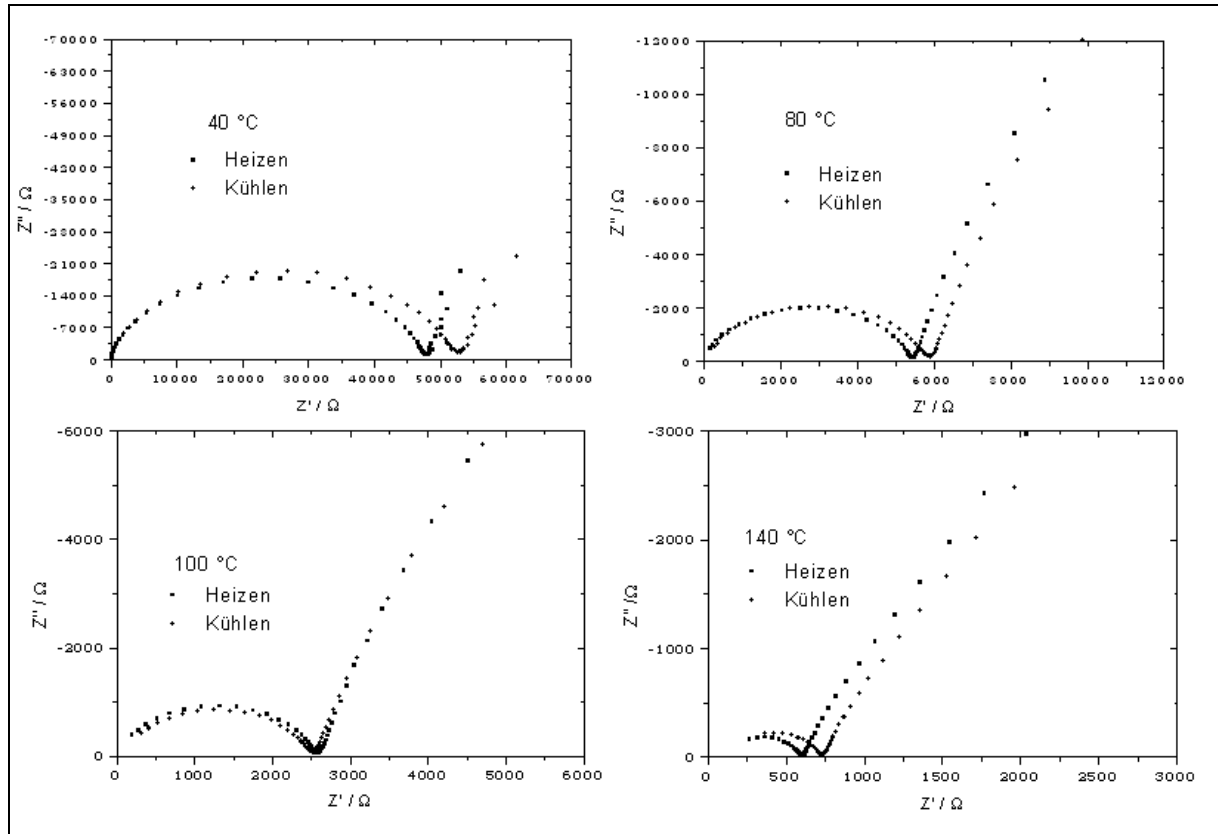 -70000
-63000
-56000
-49000
-42000
-35000
-28000
-21000
-14000
-7000
0
Z'' / Ω
40 °C
Heizen
Kühlen
0 10000 20000 30000 40000 50000 60000 70000
Z' / Ω
-12000
-10000
-8000
-6000
-4000
-2000
0
Z'' / Ω
80 °C
Heizen
Kühlen
0 2000 4000 6000 8000 10000 12000
Z' / Ω
-6000
-4000
-2000
0
Z'' / Ω
100 °C
Heizen
Kühlen
0 1000 2000 3000 4000 5000 6000
Z' / Ω
-3000
-2000
-1000
0
Z'' / Ω
140 °C
Heizen
Kühlen
0 500 1000 1500 2000 2500 3000
Z' / Ω